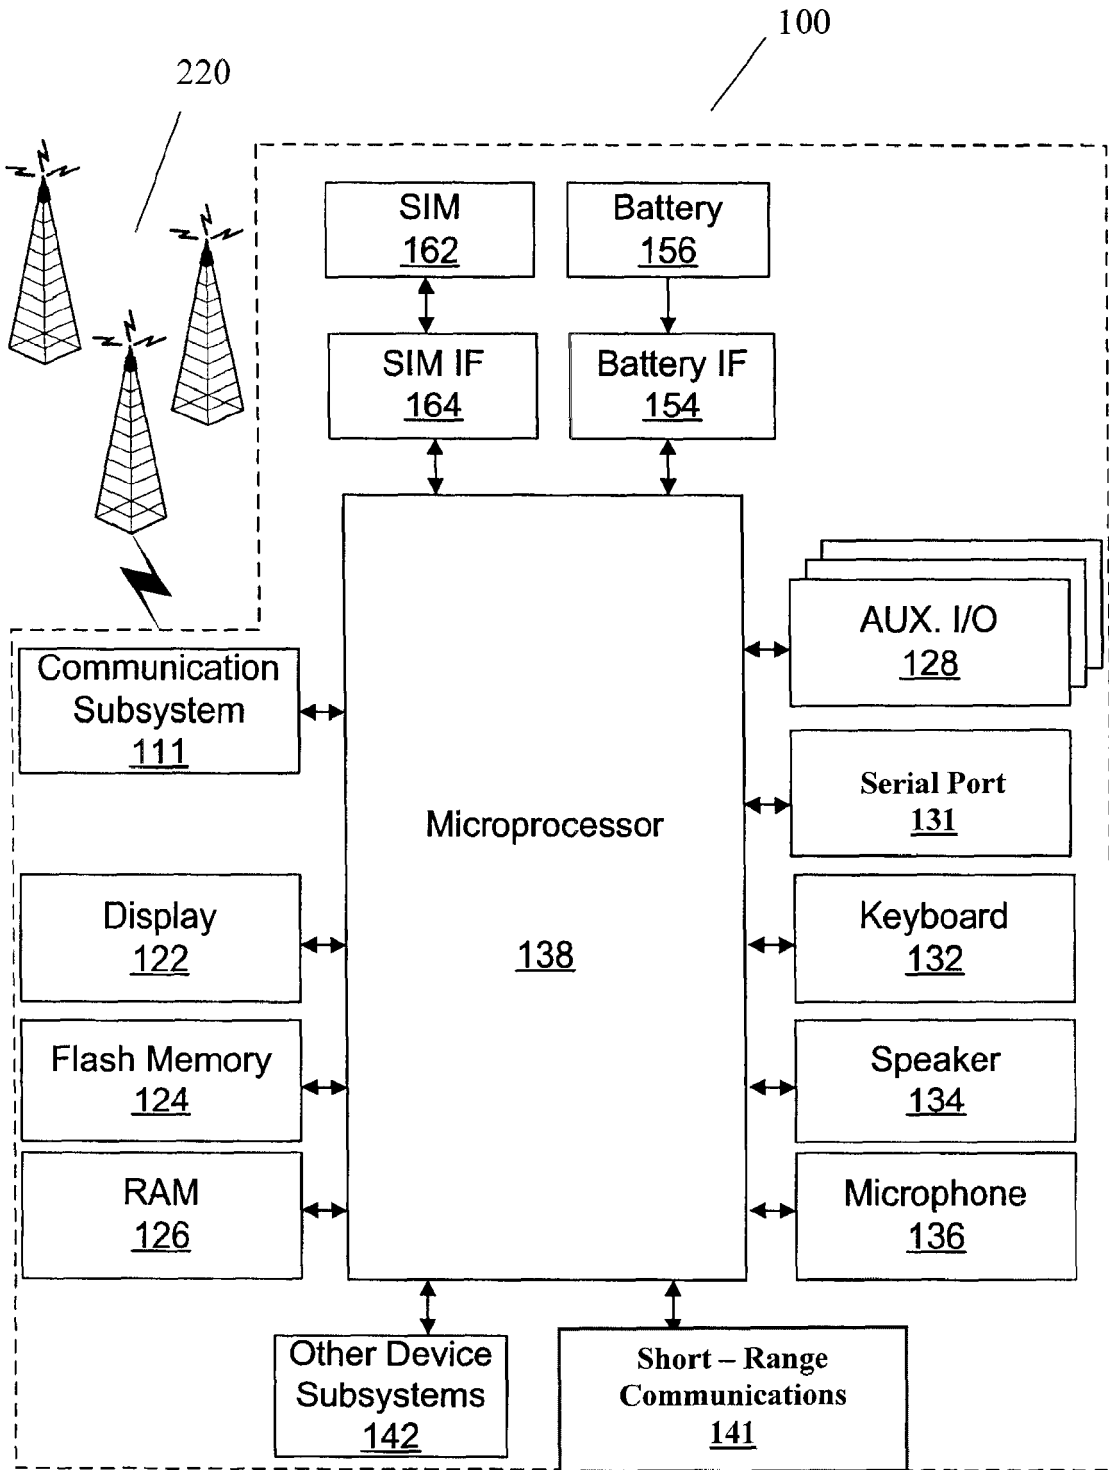 100
220
SIM
162
Battery
156
SIM IF
164
Battery IF
154
AUX. I/O
128
Communication
Subsystem
111
Serial Port
131
Microprocessor
138
Display
122
Keyboard
132
Flash Memory
124
Speaker
134
RAM
126
Microphone
136
Other Device
Subsystems
142
Short – Range
Communications
141